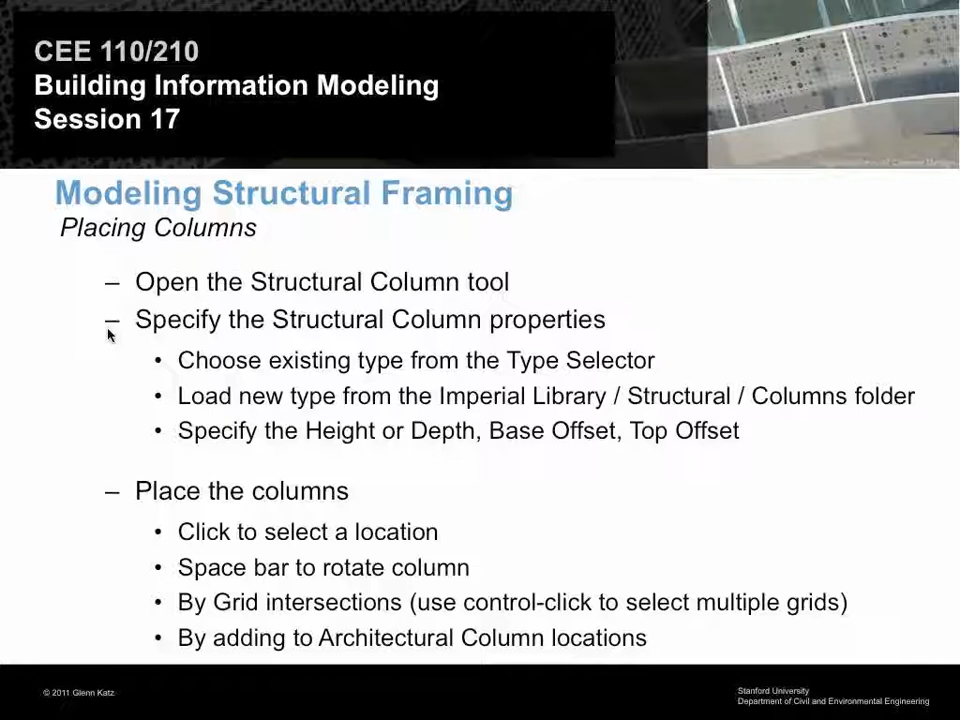 CEE 110/210
Building Information Modeling
Session 17
Modeling Structural Framing
Placing Columns
– Open the Structural Column tool
– Specify the Structural Column properties
• Choose existing type from the Type Selector
• Load new type from the Imperial Library / Structural / Columns folder
• Specify the Height or Depth, Base Offset, Top Offset
– Place the columns
• Click to select a location
• Space bar to rotate column
• By Grid intersections (use control-click to select multiple grids)
• By adding to Architectural Column locations
© 2011 Glenn Katz
Stanford University
Department of Civil and Environmental Engineering